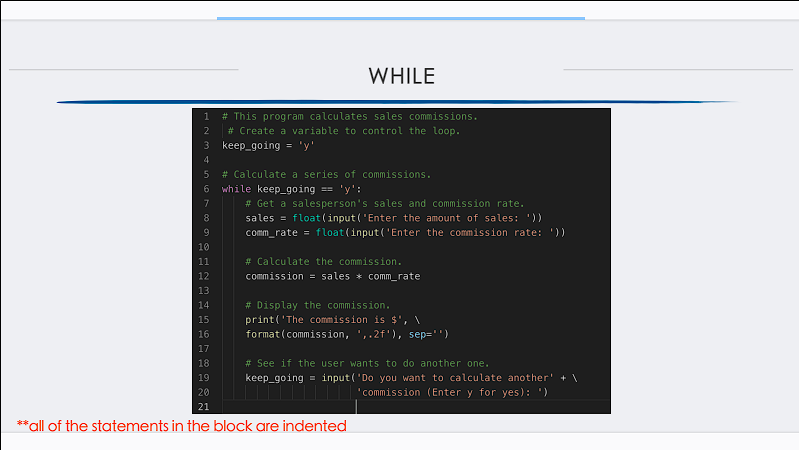 WHILE
1 # This program calculates sales commissions.
2  # Create a variable to control the loop.
3 keep_going = 'y'
4
5 # Calculate a series of commissions.
6 while keep_going == 'y':
7     # Get a salesperson's sales and commission rate.
8     sales = float(input('Enter the amount of sales: '))
9     comm_rate = float(input('Enter the commission rate: '))
10
11     # Calculate the commission.
12     commission = sales * comm_rate
13
14     # Display the commission.
15     print('The commission is $', \
16     format(commission, ',.2f'), sep='')
17
18     # See if the user wants to do another one.
19     keep_going = input('Do you want to calculate another' + \
20                        'commission (Enter y for yes): ')
21
**all of the statements in the block are indented